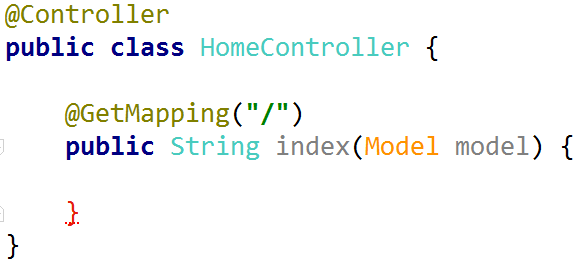 @Controller
public class HomeController {
@GetMapping("/")
public String index(Model model) {
}
}